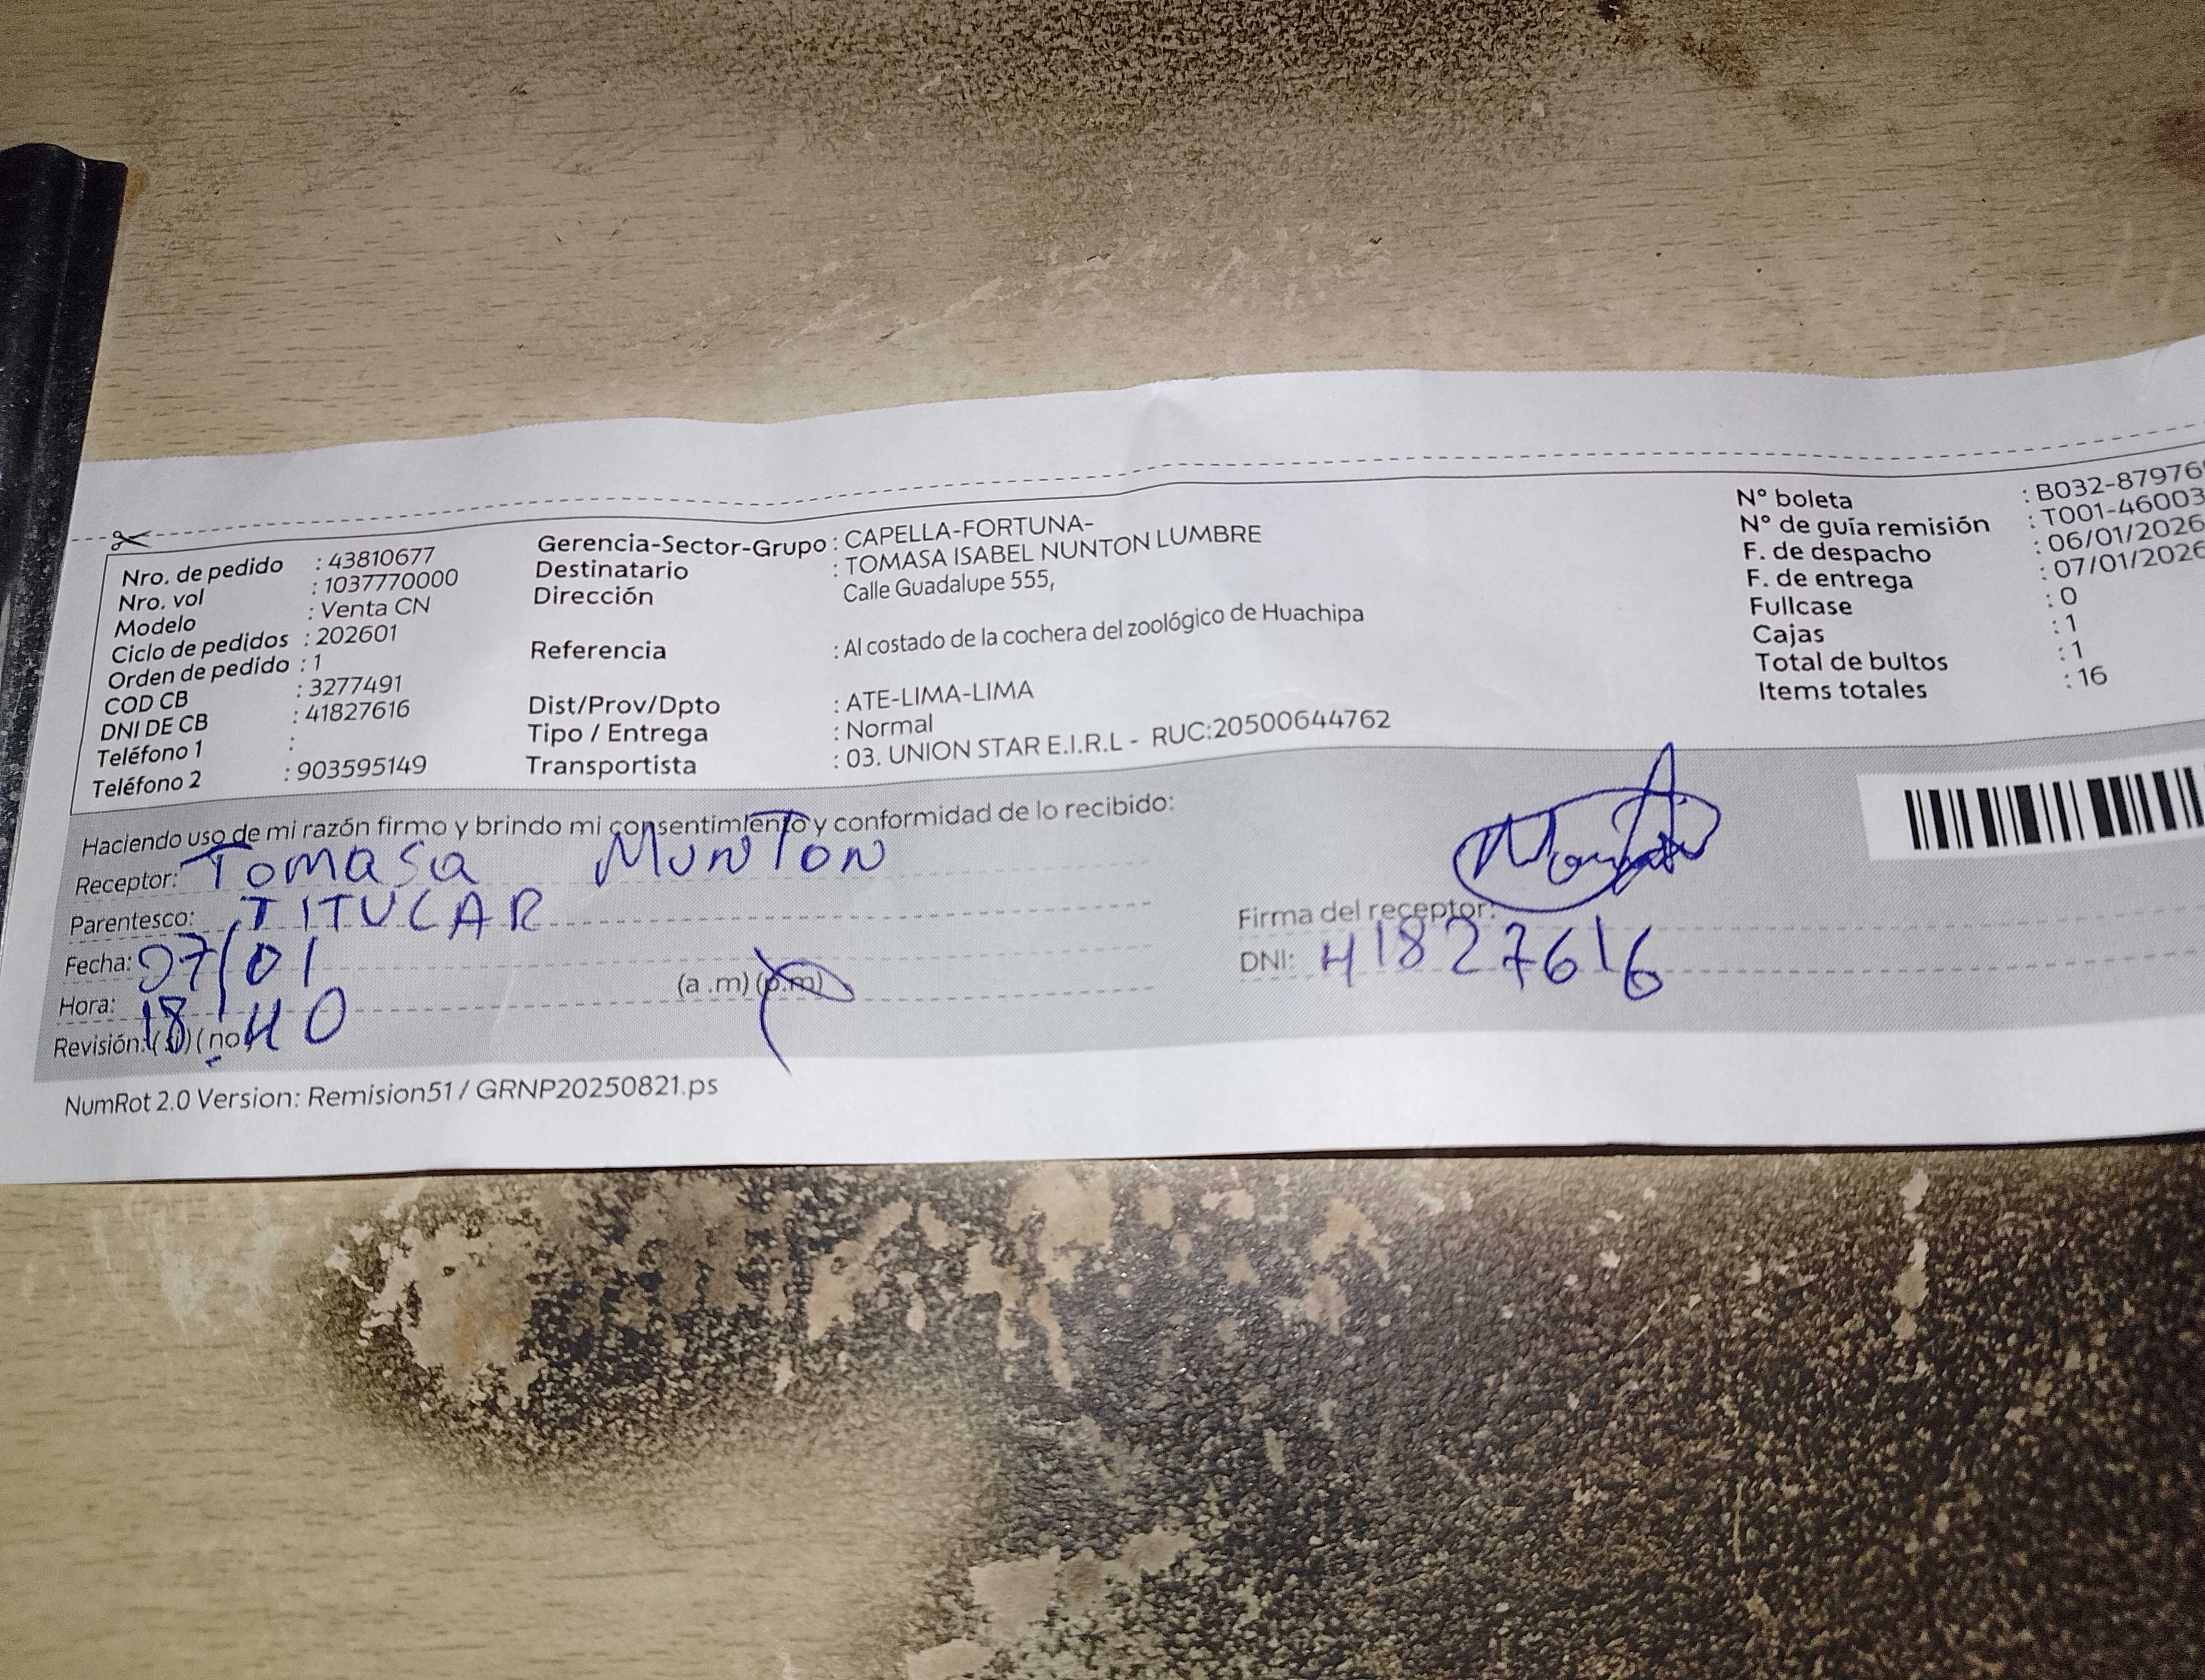 Nro. de pedido : 43810677
Nro. vol : 1037770000
Modelo : Venta CN
Ciclo de pedidos : 202601
Orden de pedido : 1
COD CB : 3277491
DNI DE CB : 41827616
Teléfono 1 :
Teléfono 2 : 903595149
Gerencia-Sector-Grupo : CAPELLA-FORTUNA-
Destinatario : TOMASA ISABEL NUNTON LUMBRE
Dirección Calle Guadalupe 555,
Referencia : Al costado de la cochera del zoológico de Huachipa
Dist/Prov/Dpto : ATE-LIMA-LIMA
Tipo / Entrega : Normal
Transportista : 03. UNION STAR E.I.R.L - RUC:20500644762
N° boleta : B032-87976
N° de guía remisión : T001-46003
F. de despacho : 06/01/2026
F. de entrega : 07/01/2026
Fullcase : 0
Cajas : 1
Total de bultos : 1
Items totales : 16
Haciendo uso de mi razón firmo y brindo mi consentimiento y conformidad de lo recibido:
Receptor: Tomasa NUNTON
Parentesco: TITULAR
Fecha: 07/01
Hora: 18:40 (a.m) (p.m)
Revisión: (si) (no)
Firma del receptor:
DNI: 41827616
NumRot 2.0 Version: Remision51 / GRNP20250821.ps